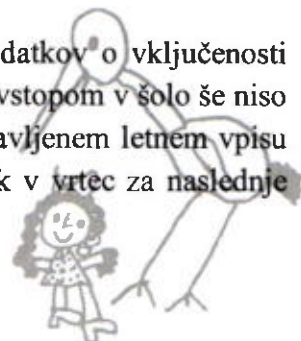 datkov o vključenosti
vstopom v šolo še niso
avljenem letnem vpisu
k v vrtec za naslednje